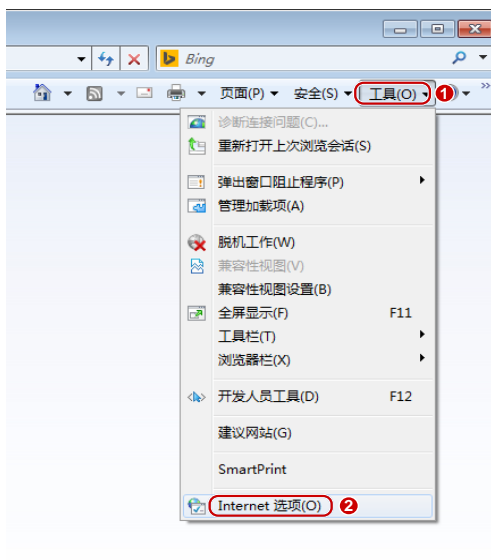 Bing
页面(P) 安全(S) 工具(O) 1 »
诊断连接问题(C)...
重新打开上次浏览会话(S)
弹出窗口阻止程序(P)
管理加载项(A)
脱机工作(W)
兼容性视图(V)
兼容性视图设置(B)
全屏显示(F) F11
工具栏(T)
浏览器栏(X)
开发人员工具(D) F12
建议网站(G)
SmartPrint
Internet 选项(O) 2